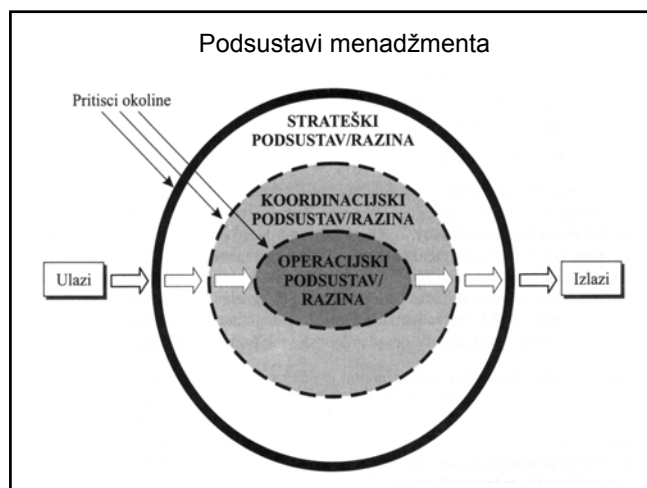 Podsustavi menadžmenta
Pritisci okoline
STRATEŠKI
PODSUSTAV/RAZINA
KOORDINACIJSKI
PODSUSTAV/RAZINA
OPERACIJSKI
PODSUSTAV/
RAZINA
Ulazi
Izlazi